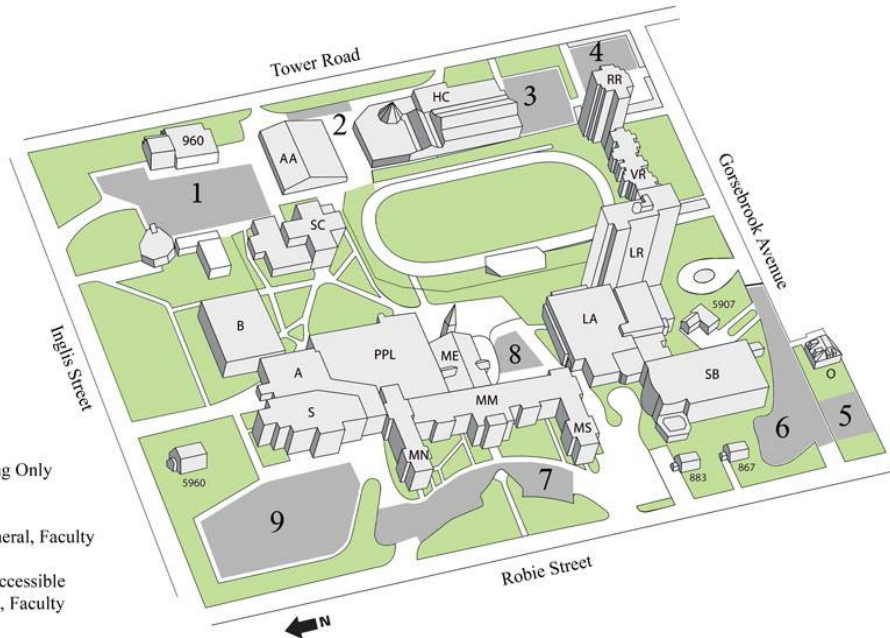 Tower Road
4
RR
HC
3
2
960
AA
1
VR
Gorsebrook Avenue
SC
LR
5907
B
LA
PPL
ME
8
Inglis Street
A
SB
O
MM
S
5
6
MS
MN
883
867
5960
7
9
Only
Faculty
Faculty
Robie Street
N